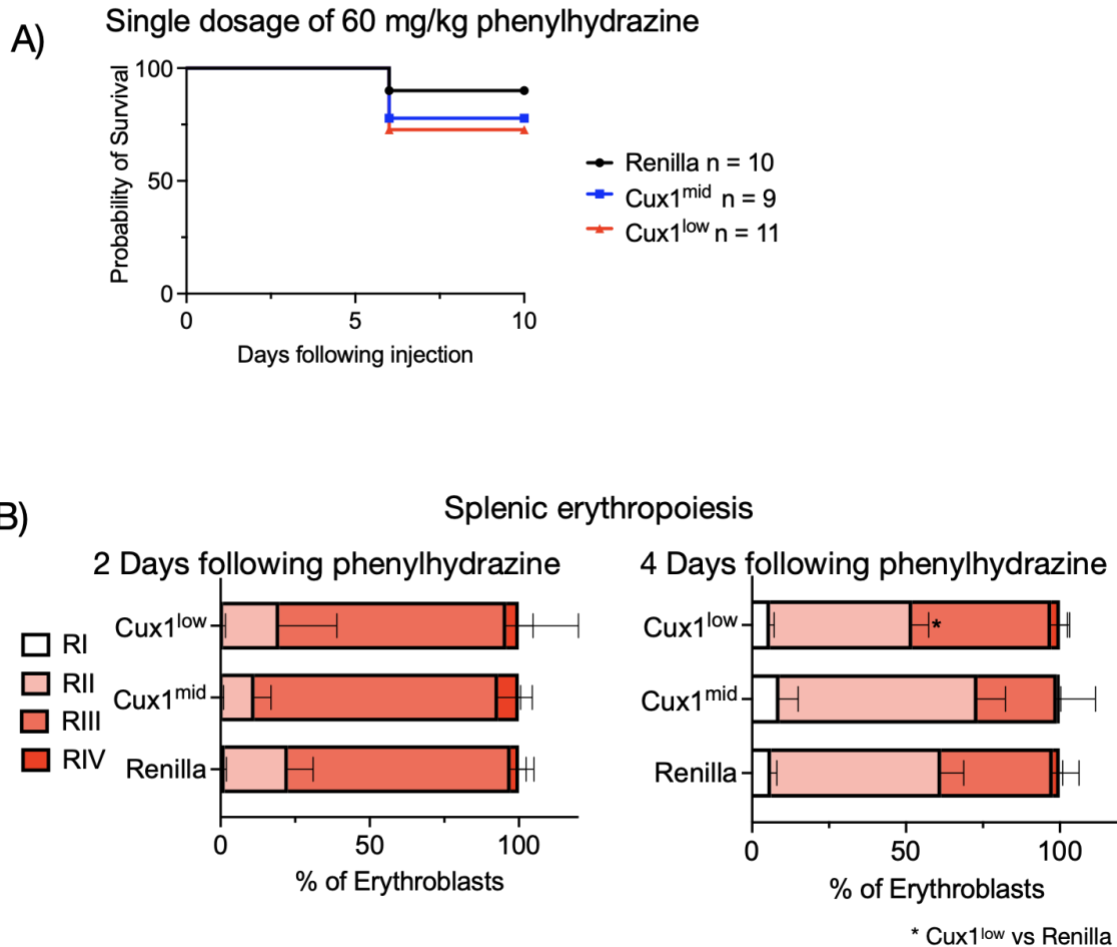 A)
Single dosage of 60 mg/kg phenylhydrazine
Probability of Survival
100
50
0
0 5 10
Days following injection
Renilla n = 10
Cux1mid n = 9
Cux1low n = 11
B)
Splenic erythropoiesis
2 Days following phenylhydrazine
RI
RII
RIII
RIV
Cux1low
Cux1mid
Renilla
0 50 100
% of Erythroblasts
4 Days following phenylhydrazine
Cux1low
*
Cux1mid
Renilla
0 50 100
% of Erythroblasts
* Cux1low vs Renilla